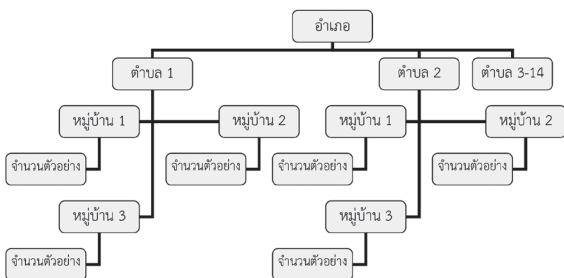 อำเภอ
ตำบล 1
ตำบล 2
ตำบล 3-14
หมู่บ้าน 1
หมู่บ้าน 2
หมู่บ้าน 1
หมู่บ้าน 2
จำนวนตัวอย่าง
จำนวนตัวอย่าง
จำนวนตัวอย่าง
จำนวนตัวอย่าง
หมู่บ้าน 3
หมู่บ้าน 3
จำนวนตัวอย่าง
จำนวนตัวอย่าง